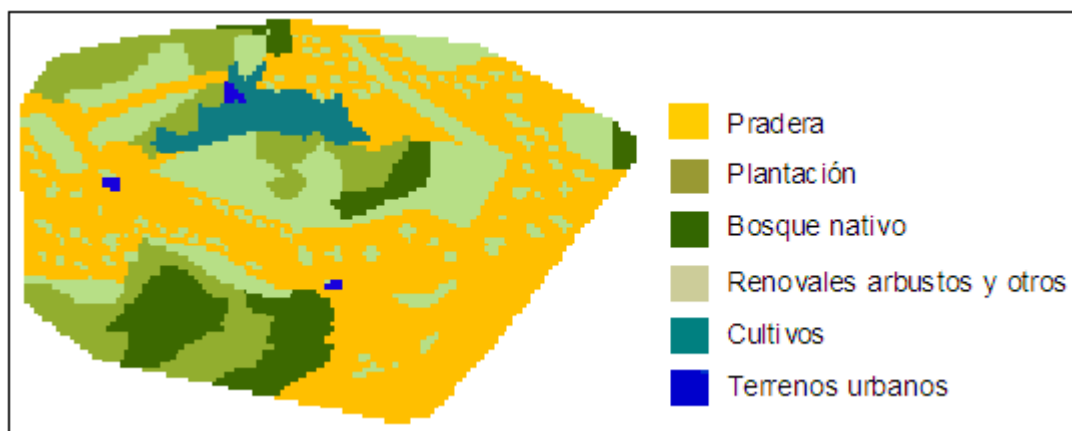 Pradera
Plantación
Bosque nativo
Renovales arbustos y otros
Cultivos
Terrenos urbanos